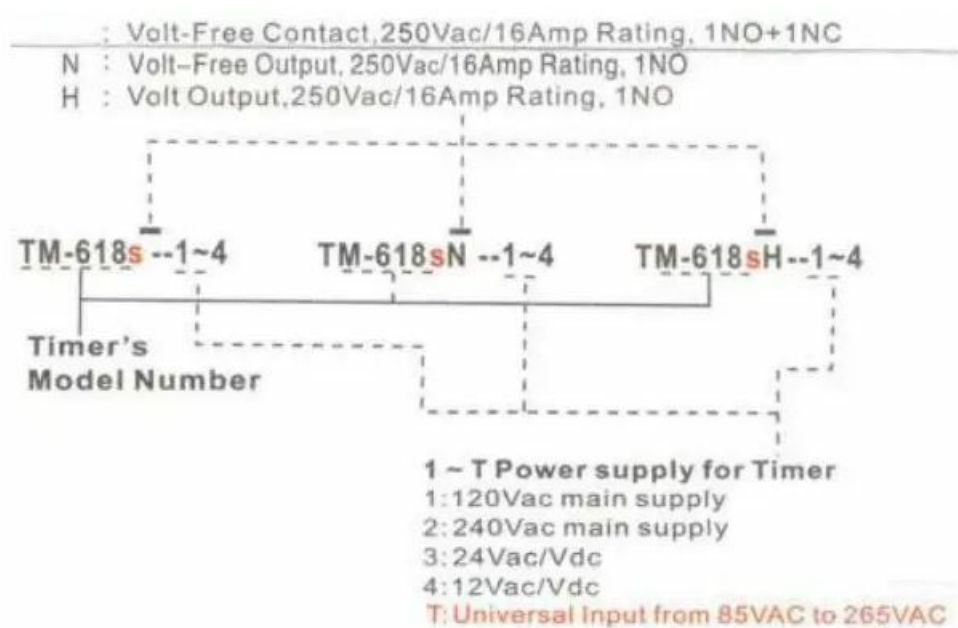 : Volt-Free Contact,250Vac/16Amp Rating, 1NO+1NC
N : Volt-Free Output, 250Vac/16Amp Rating, 1NO
H : Volt Output,250Vac/16Amp Rating, 1NO
TM-618s --1~4 TM-618sN --1~4 TM-618sH--1~4
Timer's
Model Number
1 ~ T Power supply for Timer
1:120Vac main supply
2:240Vac main supply
3:24Vac/Vdc
4:12Vac/Vdc
T:Universal Input from 85VAC to 265VAC